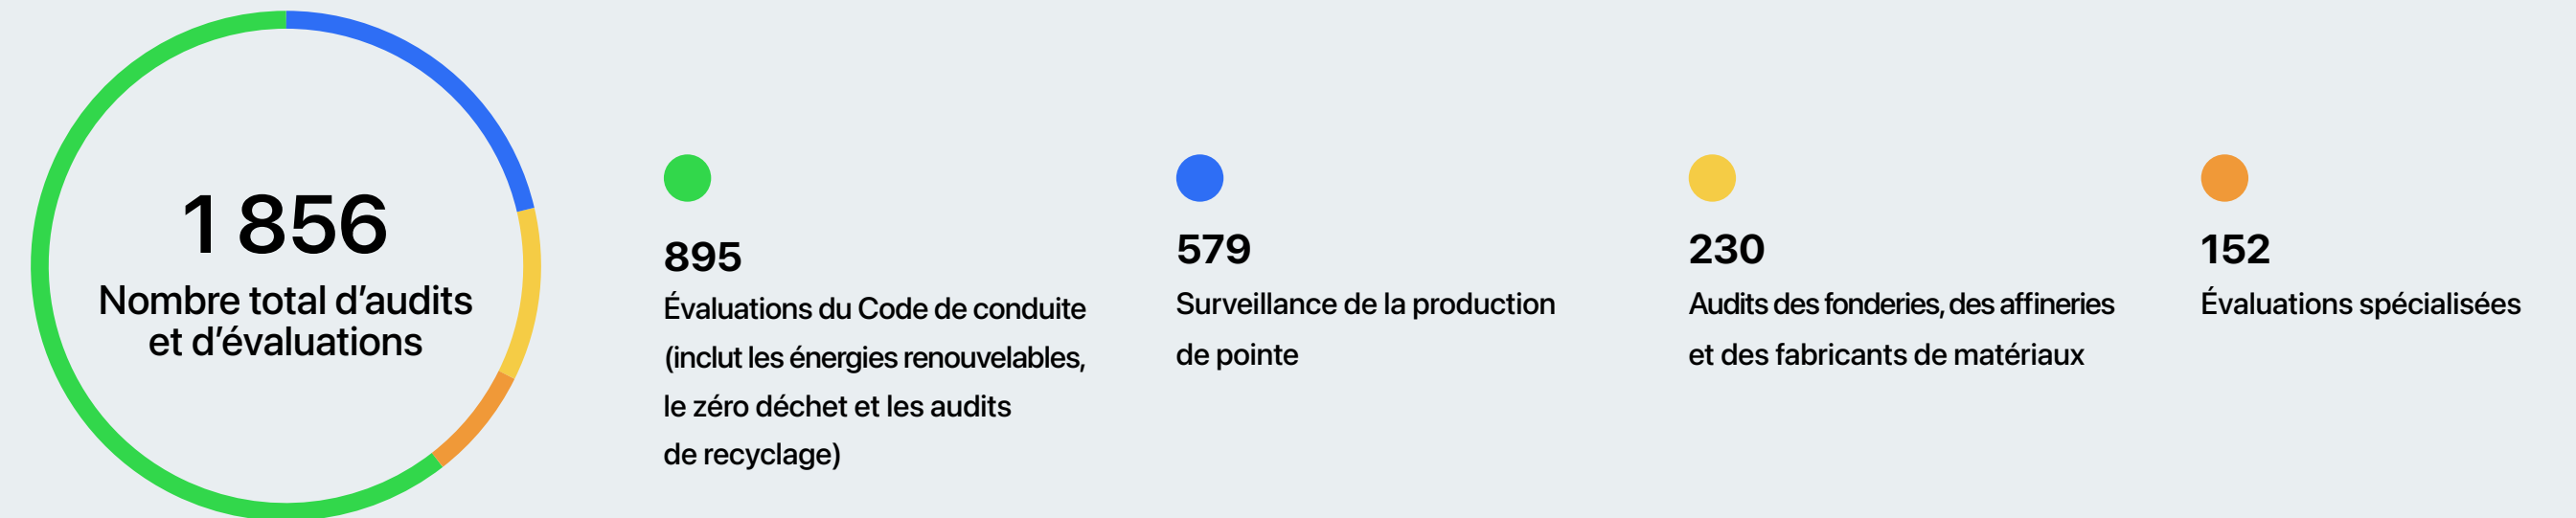 1 856
Nombre total d’audits
et d’évaluations
895
Évaluations du Code de conduite
(inclut les énergies renouvelables,
le zéro déchet et les audits
de recyclage)
579
Surveillance de la production
de pointe
230
Audits des fonderies, des affineries
et des fabricants de matériaux
152
Évaluations spécialisées